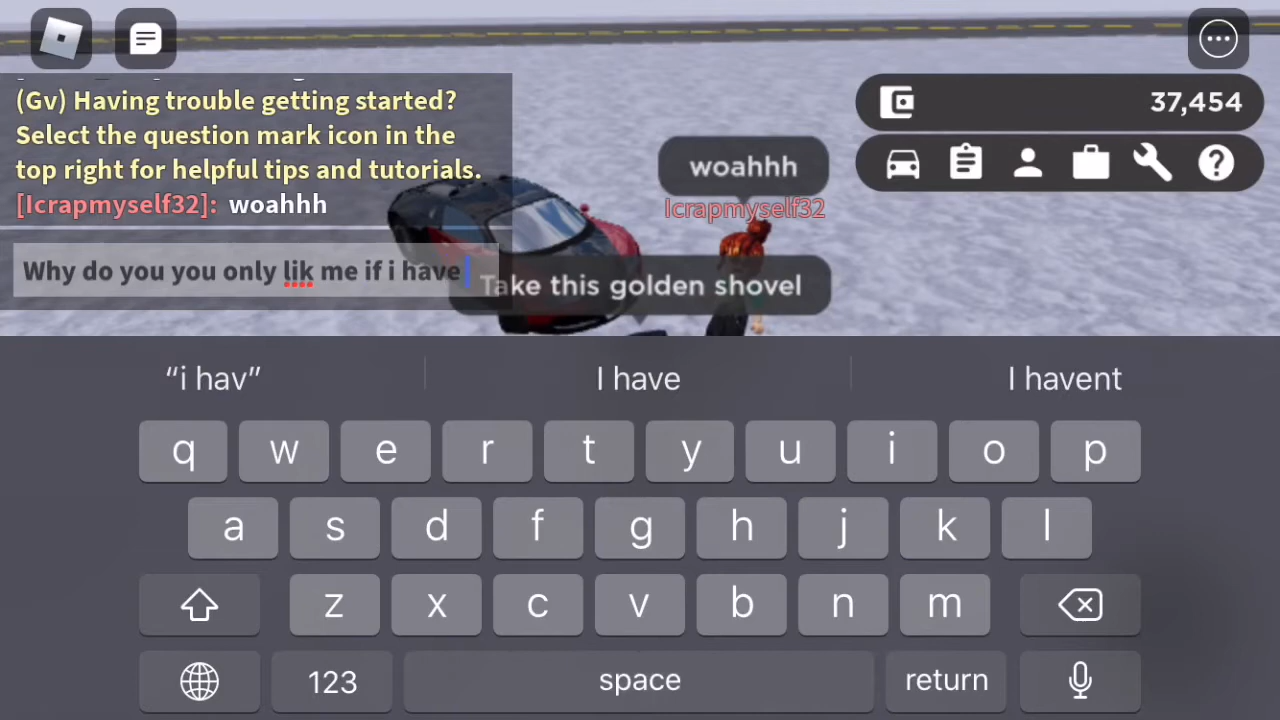 (Gv) Having trouble getting started?
Select the question mark icon in the
top right for helpful tips and tutorials.
[Icrapmyself32]: woahhh
Why do you you only lik me if i have
37,454
woahhh
Icrapmyself32
Take this golden shovel
“i hav” I have I havent
q w e r t y u i o p
a s d f g h j k l
z x c v b n m
123 space return